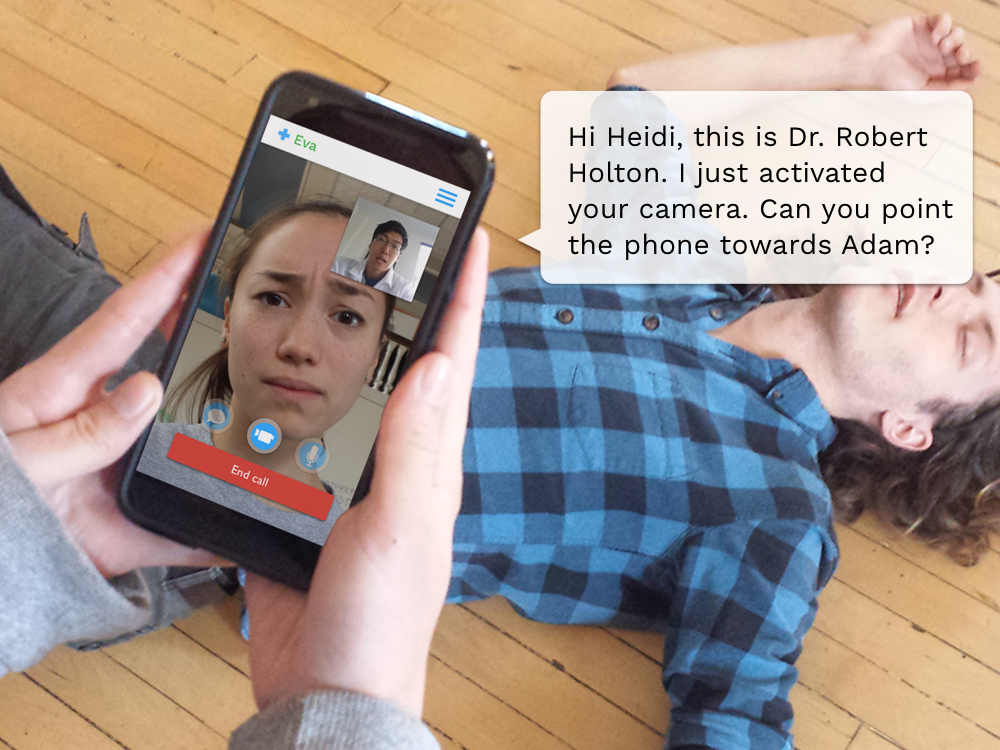 Eva
Hi Heidi, this is Dr. Robert
Holton. I just activated
your camera. Can you point
the phone towards Adam?
End call